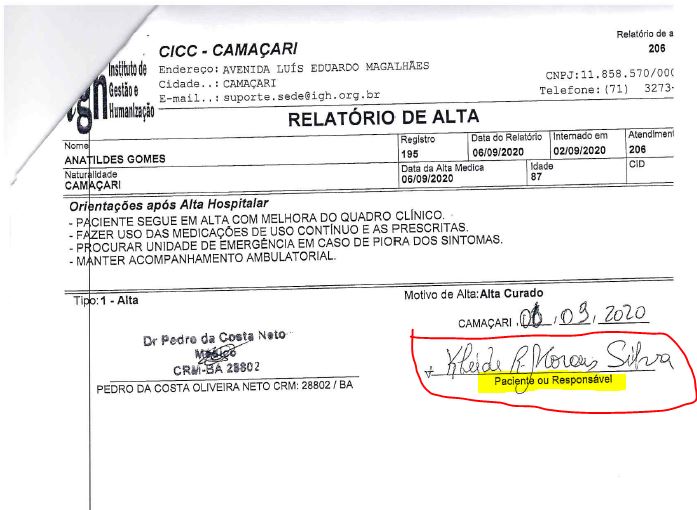 Relatório de a
206
Instituto de
Gestão e
Humanização
igh
CICC - CAMAÇARI
Endereço: AVENIDA LUÍS EDUARDO MAGALHÃES
Cidade..: CAMAÇARI
E-mail..: suporte.sede@igh.org.br
CNPJ:11.858.570/000
Telefone: (71) 3273-
RELATÓRIO DE ALTA
Nome
ANATILDES GOMES
Registro
195
Data do Relatório
06/09/2020
Internado em
02/09/2020
Atendiment
206
Naturalidade
CAMAÇARI
Data da Alta Medica
06/09/2020
Idade
87
CID
Orientações após Alta Hospitalar
- PACIENTE SEGUE EM ALTA COM MELHORA DO QUADRO CLÍNICO.
- FAZER USO DAS MEDICAÇÕES DE USO CONTÍNUO E AS PRESCRITAS.
- PROCURAR UNIDADE DE EMERGÊNCIA EM CASO DE PIORA DOS SINTOMAS.
- MANTER ACOMPANHAMENTO AMBULATORIAL.
Tipo: 1 - Alta
Motivo de Alta: Alta Curado
CAMAÇARI , 06 , 09 , 2020
Dr Pedro da Costa Neto
Médico
CRM-BA 28802
PEDRO DA COSTA OLIVEIRA NETO CRM: 28802 / BA
Kleide R. Moraes Silva
Paciente ou Responsável